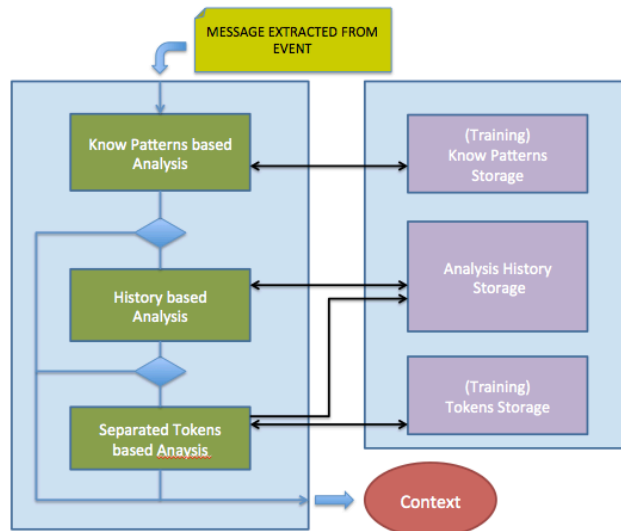 MESSAGE EXTRACTED FROM
EVENT
Know Patterns based
Analysis
(Training)
Know Patterns
Storage
History based
Analysis
Analysis History
Storage
Separated Tokens
based Anaysis
(Training)
Tokens Storage
Context